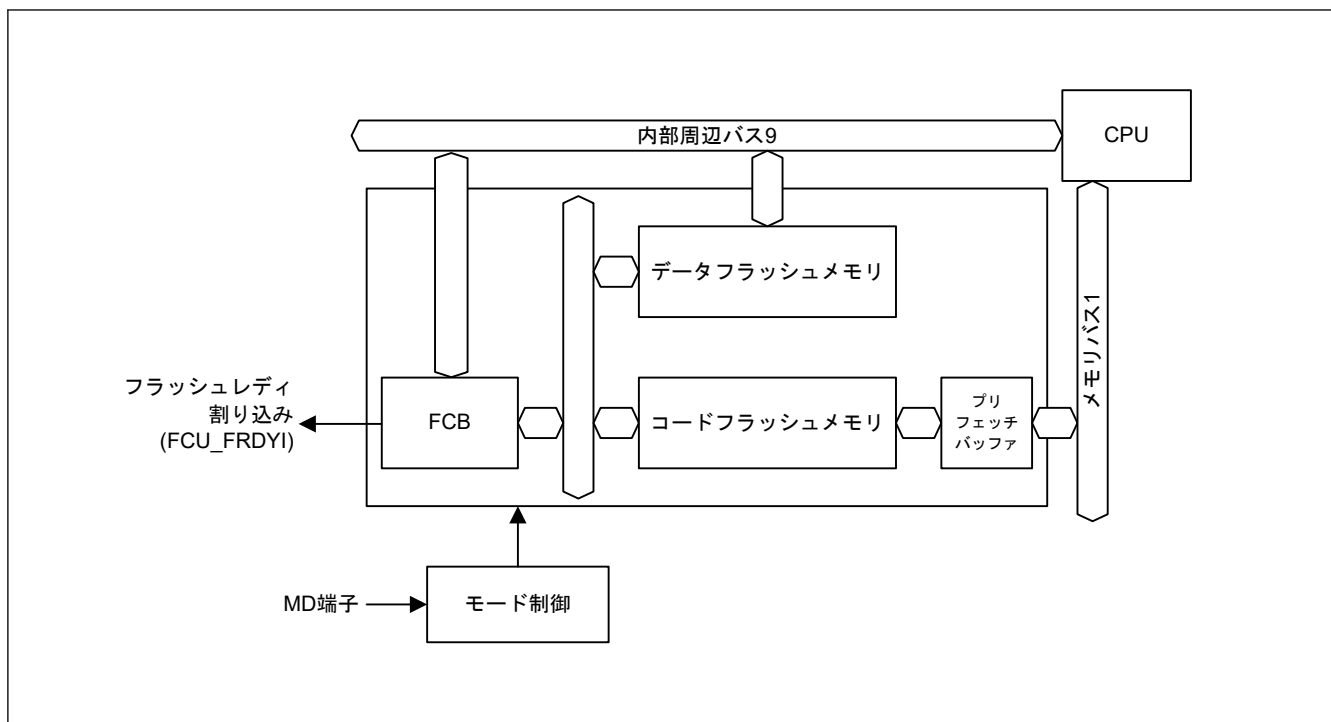 内部周辺バス9
CPU
データフラッシュメモリ
メモリバス1
フラッシュレディ
割り込み
(FCU_FRDYI)
FCB
コードフラッシュメモリ
プリ
フェッチ
バッファ
MD端子
モード制御